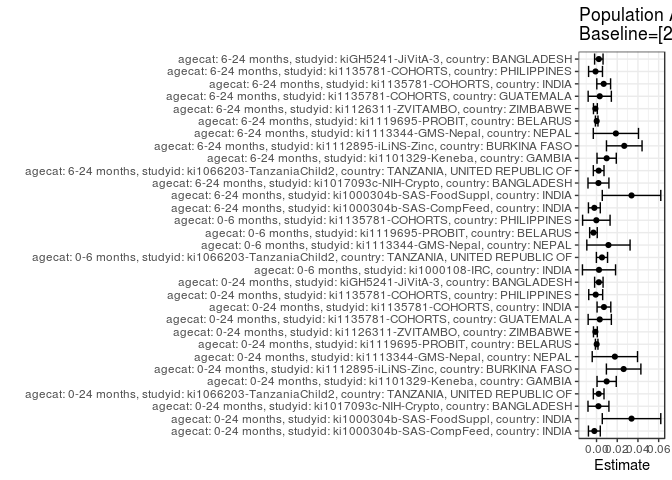 Population A
Baseline=[2
agecat: 6-24 months, studyid: kiGH5241-JiVitA-3, country: BANGLADESH
agecat: 6-24 months, studyid: ki1135781-COHORTS, country: PHILIPPINES
agecat: 6-24 months, studyid: ki1135781-COHORTS, country: INDIA
agecat: 6-24 months, studyid: ki1135781-COHORTS, country: GUATEMALA
agecat: 6-24 months, studyid: ki1126311-ZVITAMBO, country: ZIMBABWE
agecat: 6-24 months, studyid: ki1119695-PROBIT, country: BELARUS
agecat: 6-24 months, studyid: ki1113344-GMS-Nepal, country: NEPAL
agecat: 6-24 months, studyid: ki1112895-iLiNS-Zinc, country: BURKINA FASO
agecat: 6-24 months, studyid: ki1101329-Keneba, country: GAMBIA
agecat: 6-24 months, studyid: ki1066203-TanzaniaChild2, country: TANZANIA, UNITED REPUBLIC OF
agecat: 6-24 months, studyid: ki1017093c-NIH-Crypto, country: BANGLADESH
agecat: 6-24 months, studyid: ki1000304b-SAS-FoodSuppl, country: INDIA
agecat: 6-24 months, studyid: ki1000304b-SAS-CompFeed, country: INDIA
agecat: 0-6 months, studyid: ki1135781-COHORTS, country: PHILIPPINES
agecat: 0-6 months, studyid: ki1119695-PROBIT, country: BELARUS
agecat: 0-6 months, studyid: ki1113344-GMS-Nepal, country: NEPAL
agecat: 0-6 months, studyid: ki1066203-TanzaniaChild2, country: TANZANIA, UNITED REPUBLIC OF
agecat: 0-6 months, studyid: ki1000108-IRC, country: INDIA
agecat: 0-24 months, studyid: kiGH5241-JiVitA-3, country: BANGLADESH
agecat: 0-24 months, studyid: ki1135781-COHORTS, country: PHILIPPINES
agecat: 0-24 months, studyid: ki1135781-COHORTS, country: INDIA
agecat: 0-24 months, studyid: ki1135781-COHORTS, country: GUATEMALA
agecat: 0-24 months, studyid: ki1126311-ZVITAMBO, country: ZIMBABWE
agecat: 0-24 months, studyid: ki1119695-PROBIT, country: BELARUS
agecat: 0-24 months, studyid: ki1113344-GMS-Nepal, country: NEPAL
agecat: 0-24 months, studyid: ki1112895-iLiNS-Zinc, country: BURKINA FASO
agecat: 0-24 months, studyid: ki1101329-Keneba, country: GAMBIA
agecat: 0-24 months, studyid: ki1066203-TanzaniaChild2, country: TANZANIA, UNITED REPUBLIC OF
agecat: 0-24 months, studyid: ki1017093c-NIH-Crypto, country: BANGLADESH
agecat: 0-24 months, studyid: ki1000304b-SAS-FoodSuppl, country: INDIA
agecat: 0-24 months, studyid: ki1000304b-SAS-CompFeed, country: INDIA
0.00 0.02 0.04 0.06
Estimate